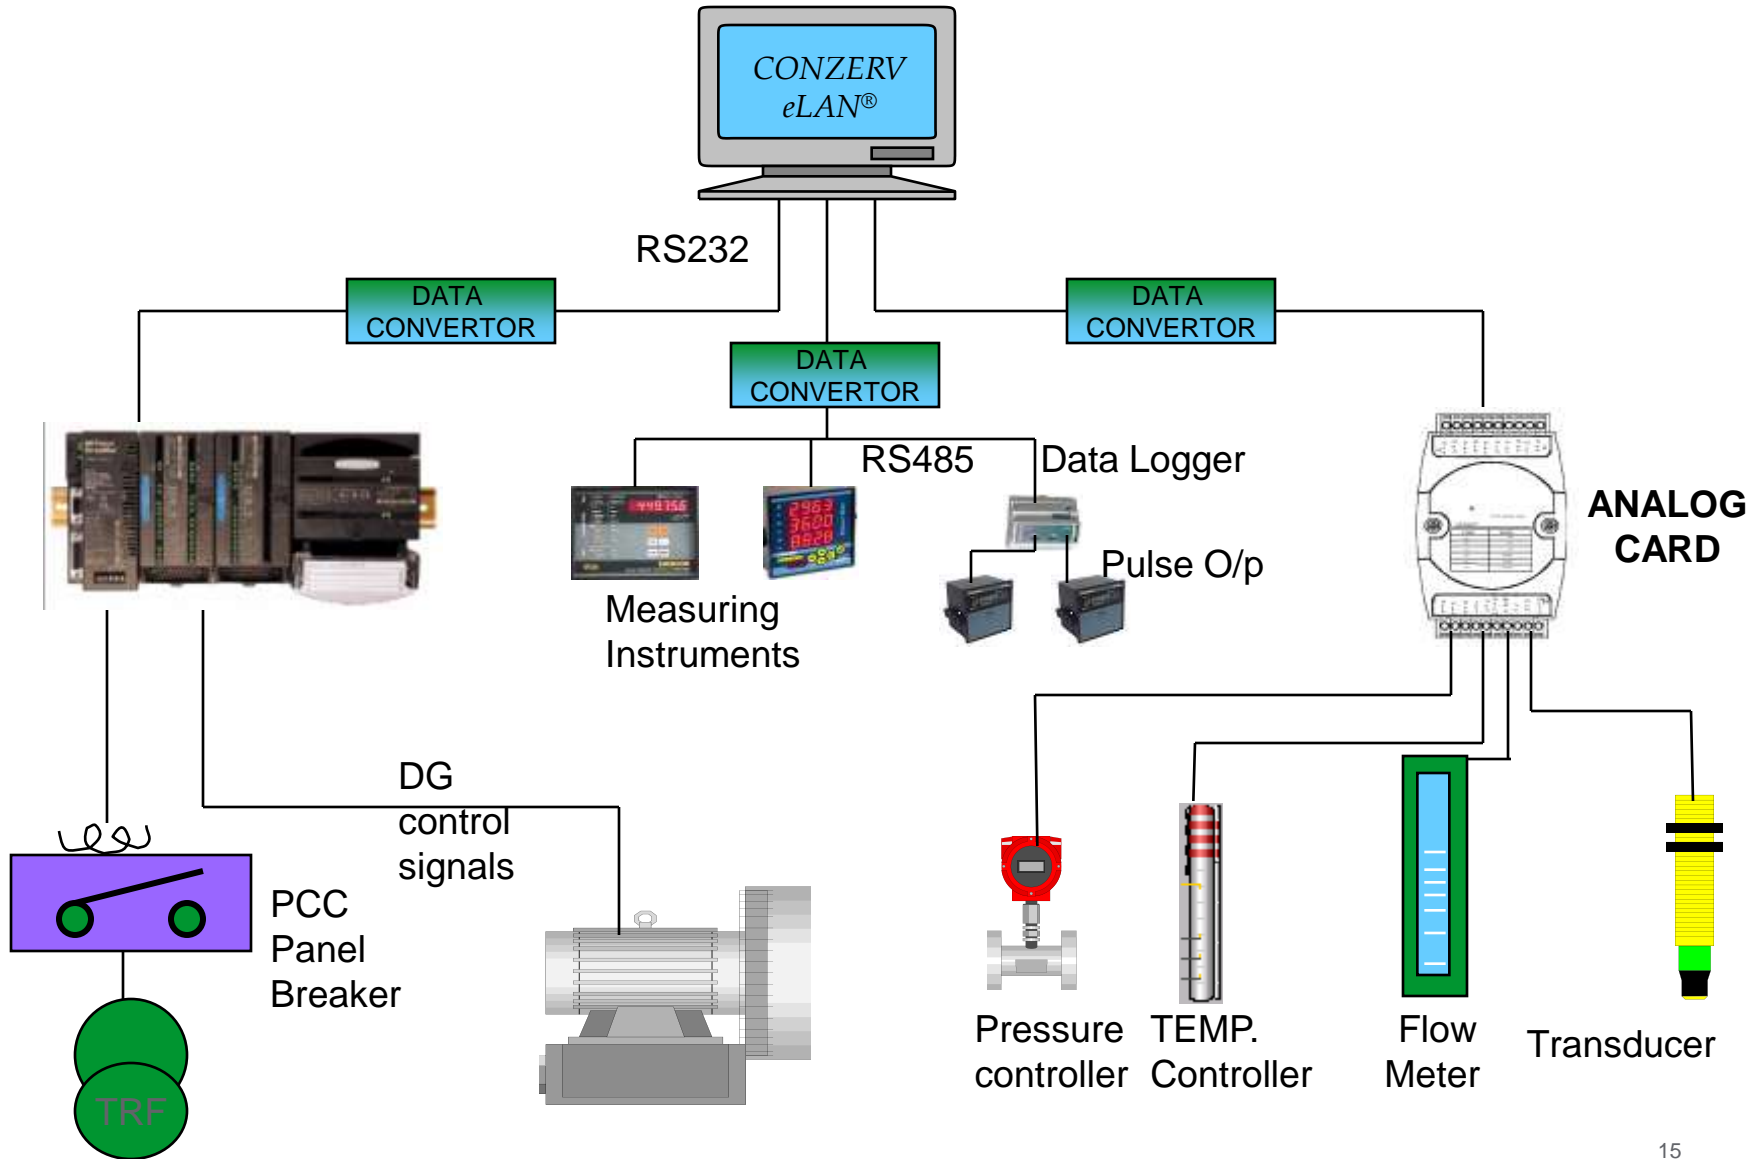 CONZERV
eLAN®
RS232
DATA
CONVERTOR
DATA
CONVERTOR
DATA
CONVERTOR
RS485
Data Logger
ANALOG
CARD
Pulse O/p
Measuring
Instruments
DG
control
signals
PCC
Panel
Breaker
TRF
Pressure
controller
TEMP.
Controller
Flow
Meter
Transducer
15